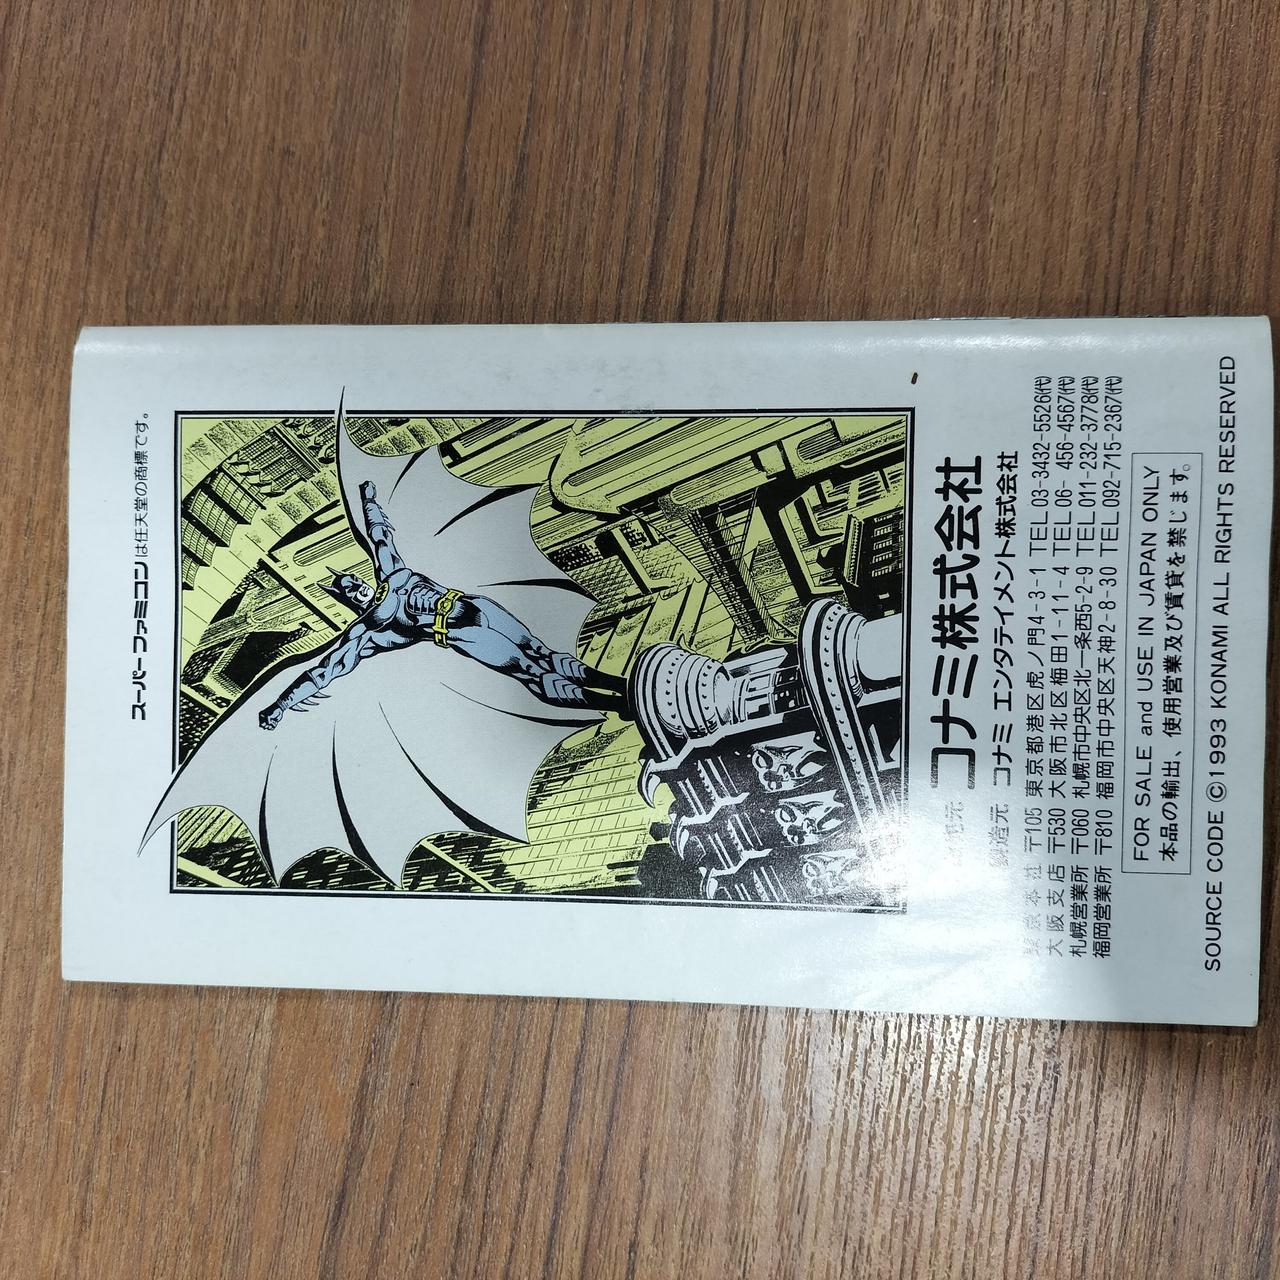 スーパーファミコンは任天堂の商標です。
発売元 コナミ株式会社
製造元 コナミ エンタテイメント株式会社
東京本社 〒105 東京都港区虎ノ門4-3-1 TEL 03-3432-5526(代)
大阪支店 〒530 大阪市北区梅田1-11-4 TEL 06-456-4567(代)
札幌営業所 〒060 札幌市中央区北一条西5-2-9 TEL 011-232-3778(代)
福岡営業所 〒810 福岡市中央区天神2-8-30 TEL 092-715-2367(代)
FOR SALE and USE IN JAPAN ONLY
本品の輸出、使用営業及び賃貸を禁じます。
SOURCE CODE ©1993 KONAMI ALL RIGHTS RESERVED